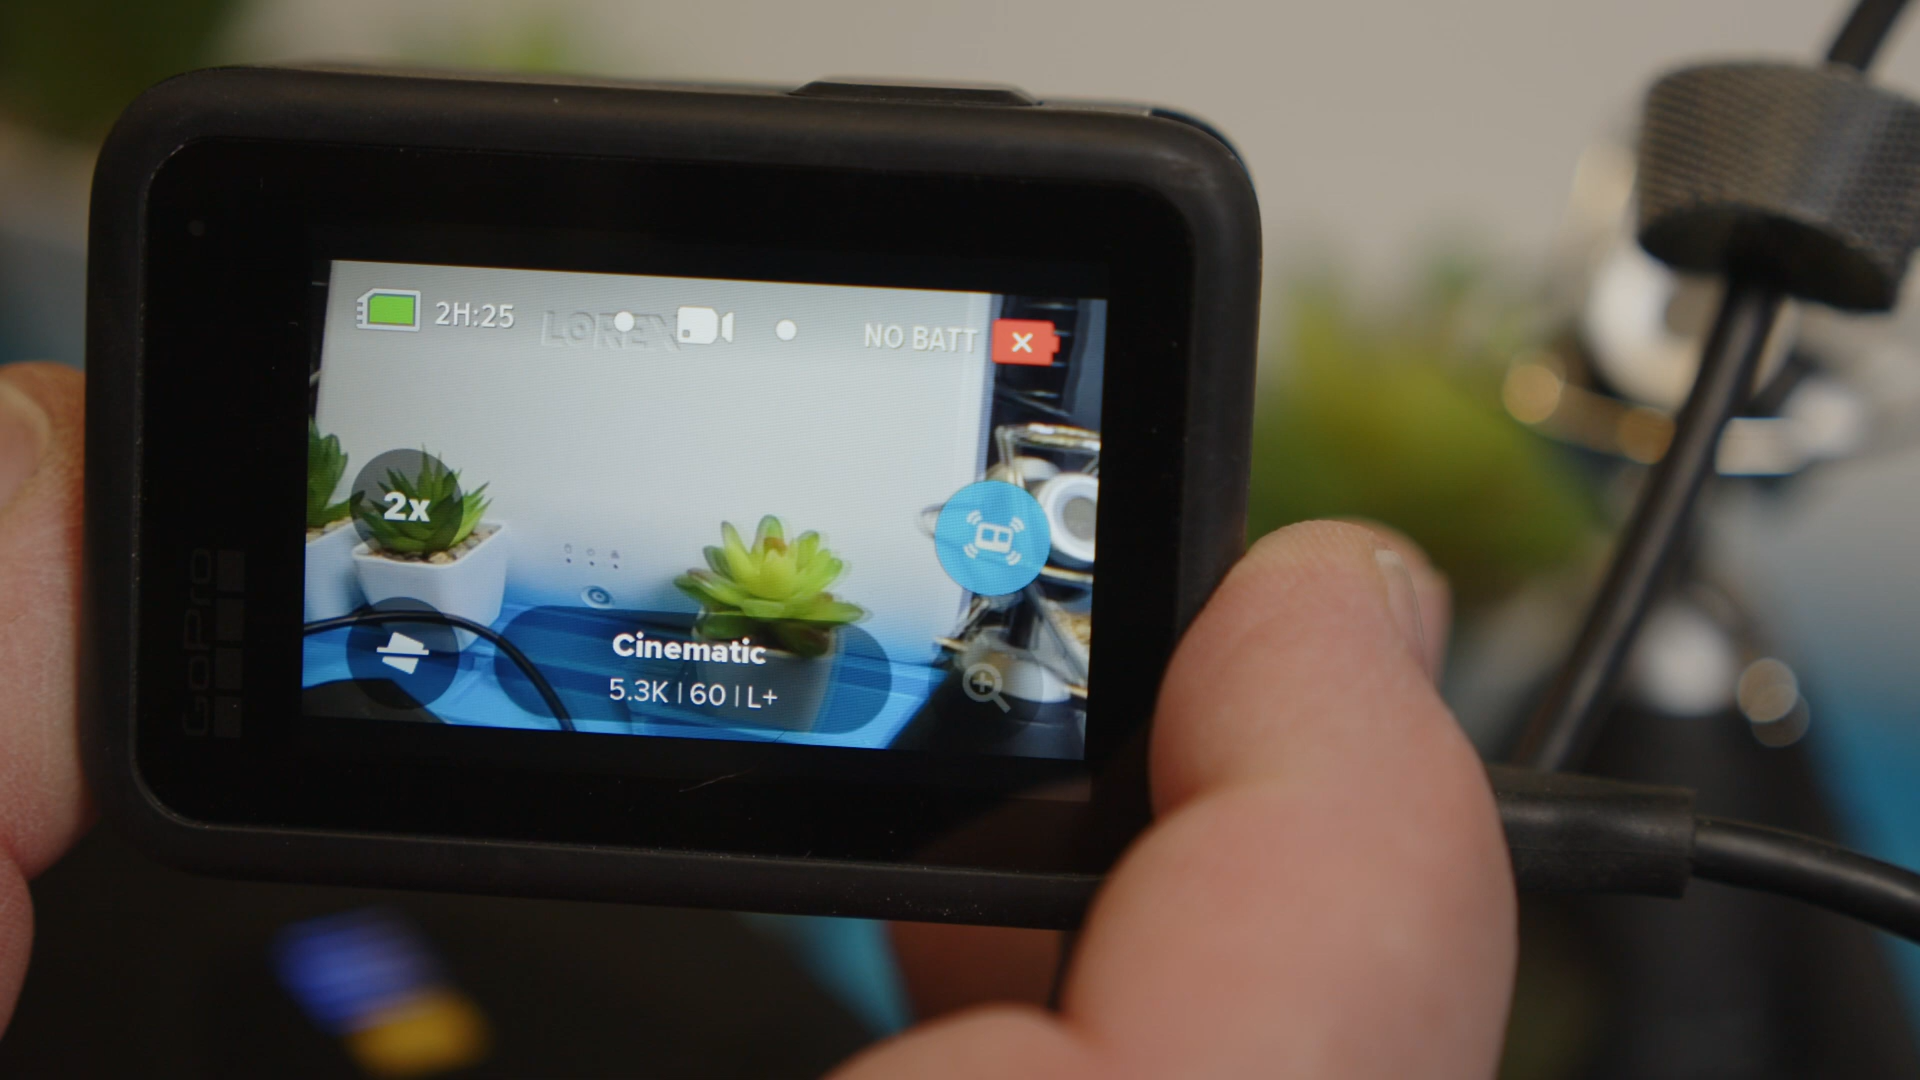 2H:25
LOREX
NO BATT
2x
Cinematic
5.3K | 60 | L+
GoPro